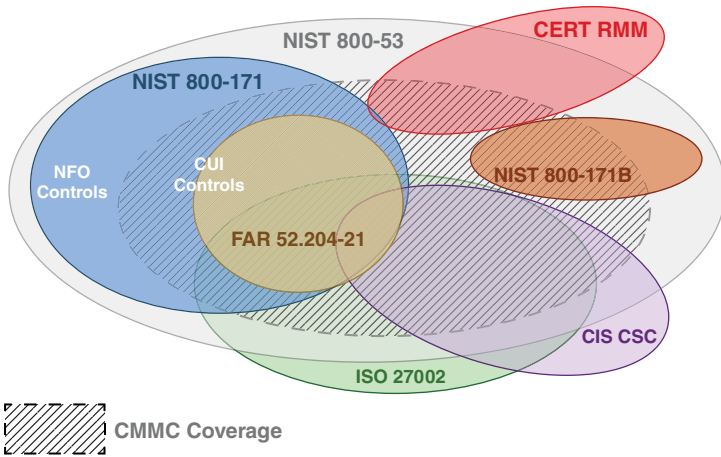 CERT RMM
NIST 800-53
NIST 800-171
NFO
Controls
CUI
Controls
NIST 800-171B
FAR 52.204-21
CIS CSC
ISO 27002
CMMC Coverage